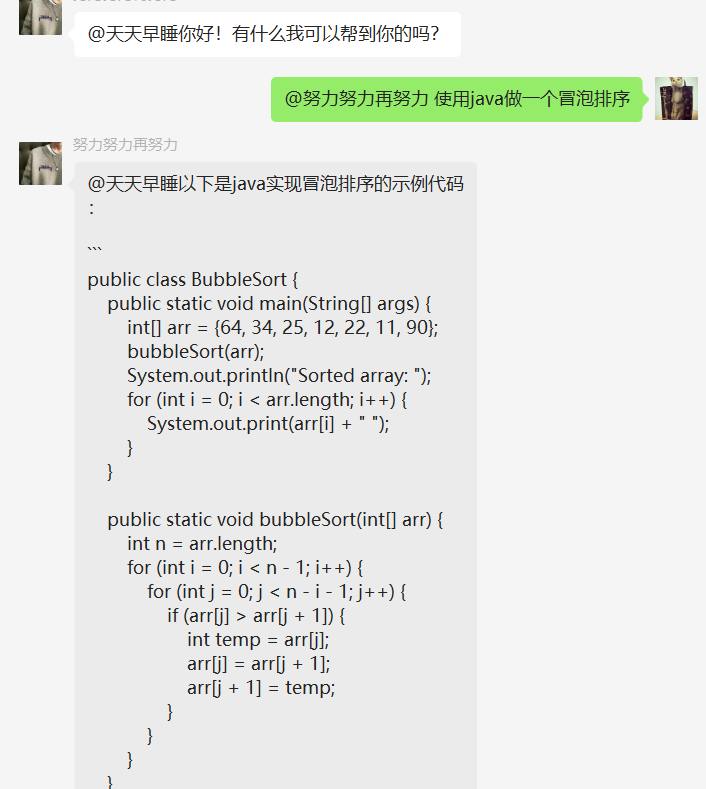 @天天早睡你好！有什么我可以帮到你的吗？
@努力努力再努力 使用java做一个冒泡排序
努力努力再努力
@天天早睡以下是java实现冒泡排序的示例代码
：
```
public class BubbleSort {
    public static void main(String[] args) {
        int[] arr = {64, 34, 25, 12, 22, 11, 90};
        bubbleSort(arr);
        System.out.println("Sorted array: ");
        for (int i = 0; i < arr.length; i++) {
            System.out.print(arr[i] + " ");
        }
    }
    public static void bubbleSort(int[] arr) {
        int n = arr.length;
        for (int i = 0; i < n - 1; i++) {
            for (int j = 0; j < n - i - 1; j++) {
                if (arr[j] > arr[j + 1]) {
                    int temp = arr[j];
                    arr[j] = arr[j + 1];
                    arr[j + 1] = temp;
                }
            }
        }
    }